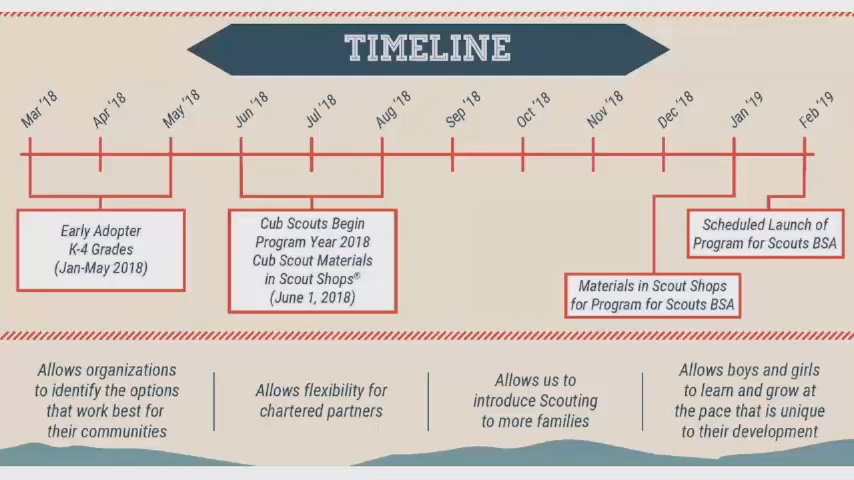 TIMELINE
Mar '18
Apr '18
May '18
Jun '18
Jul '18
Aug '18
Sep '18
Oct '18
Nov '18
Dec '18
Jan '19
Feb '19
Early Adopter
K-4 Grades
(Jan-May 2018)
Cub Scouts Begin
Program Year 2018
Cub Scout Materials
in Scout Shops®
(June 1, 2018)
Materials in Scout Shops
for Program for Scouts BSA
Scheduled Launch of
Program for Scouts BSA
Allows organizations
to identify the options
that work best for
their communities
Allows flexibility for
chartered partners
Allows us to
introduce Scouting
to more families
Allows boys and girls
to learn and grow at
the pace that is unique
to their development